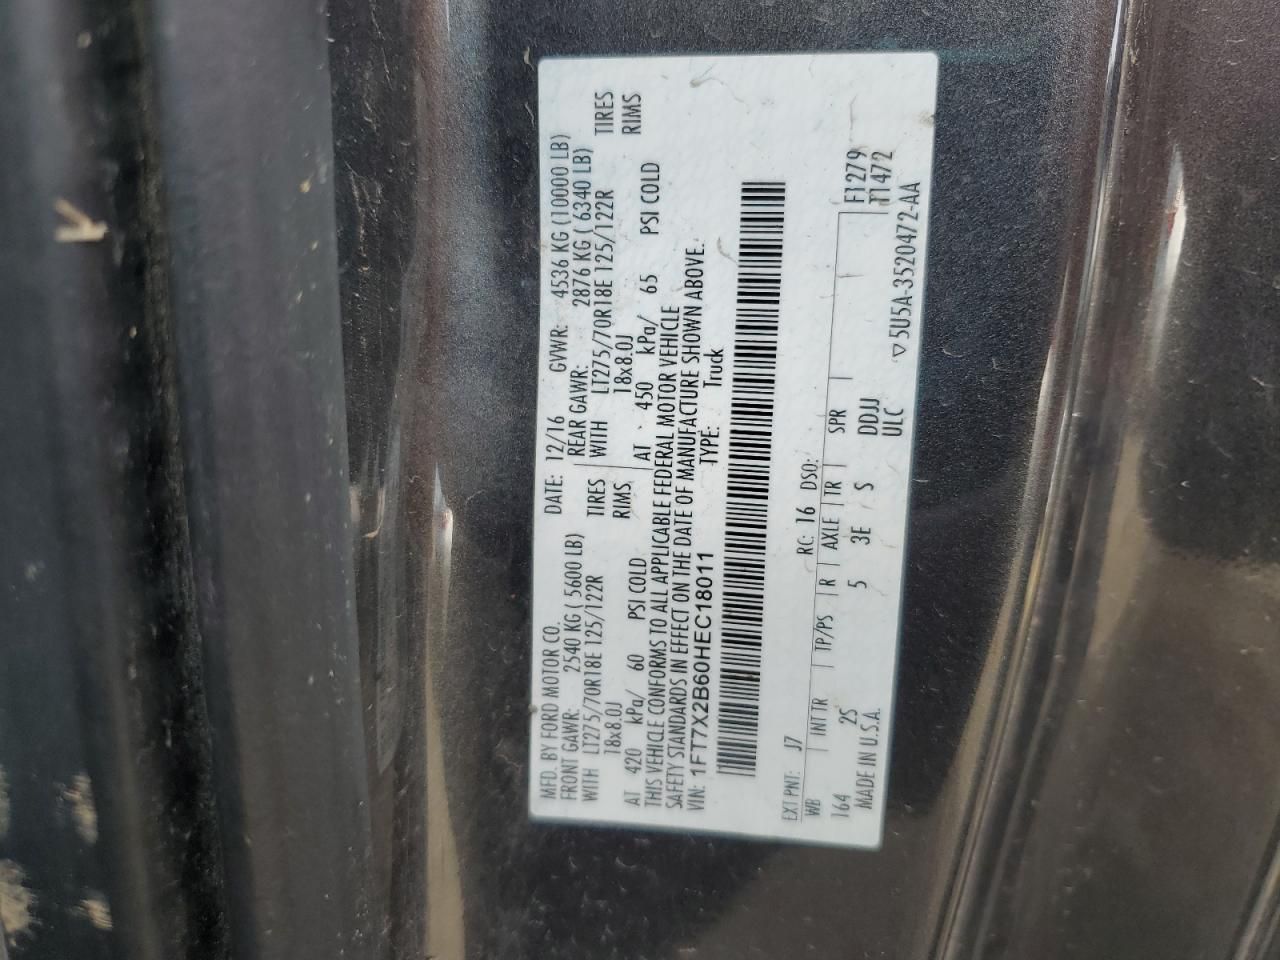 MFD. BY FORD MOTOR CO. DATE: 12/16 GVWR: 4536 KG (10000 LB)
FRONT GAWR: 2540 KG ( 5600 LB) REAR GAWR: 2876 KG ( 6340 LB)
WITH LT275/70R18E 125/122R TIRES WITH LT275/70R18E 125/122R TIRES
18x8.0J RIMS 18x8.0J RIMS
AT 420 kPa/ 60 PSI COLD AT 450 kPa/ 65 PSI COLD
THIS VEHICLE CONFORMS TO ALL APPLICABLE FEDERAL MOTOR VEHICLE
SAFETY STANDARDS IN EFFECT ON THE DATE OF MANUFACTURE SHOWN ABOVE.
VIN: 1FT7X2B60HEC18011 TYPE: Truck
EXT PNT: J7 RC: 16 DSO:
WB INT TR TP/PS R AXLE TR SPR F1279
164 2S 5 3E S DDJJ T1472
MADE IN U.S.A. ULC
▽ 5U5A-3520472-AA